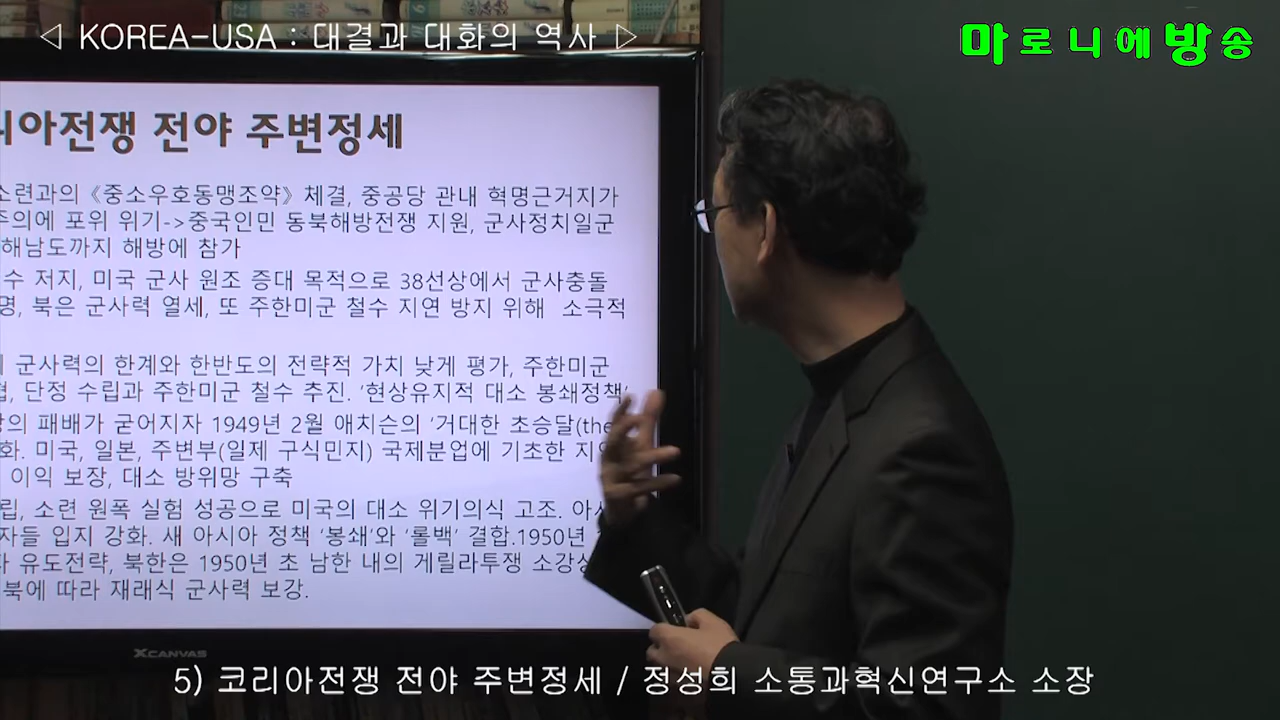 ◁ KOREA-USA : 대결과 대화의 역사 ▷
마로니에방송
리아전쟁 전야 주변정세
소련과의 《중소우호동맹조약》 체결, 중공당 관내 혁명근거지가
주의에 포위 위기->중국인민 동북해방전쟁 지원, 군사정치일군
해남도까지 해방에 참가
수 저지, 미국 군사 원조 증대 목적으로 38선상에서 군사충돌
명, 북은 군사력 열세, 또 주한미군 철수 지연 방지 위해 소극적
군사력의 한계와 한반도의 전략적 가치 낮게 평가, 주한미군
단정 수립과 주한미군 철수 추진. '현상유지적 대소 봉쇄정책'
의 패배가 굳어지자 1949년 2월 애치슨의 '거대한 초승달(the
화. 미국, 일본, 주변부(일제 구식민지) 국제분업에 기초한
이익 보장, 대소 방위망 구축
립, 소련 원폭 실험 성공으로 미국의 대소 위기의식 고조.
자들 입지 강화. 새 아시아 정책 '봉쇄'와 '롤백' 결합.1950년
유도전략, 북한은 1950년 초 남한 내의 게릴라투쟁
북에 따라 재래식 군사력 보강.
XCANVAS
5) 코리아전쟁 전야 주변정세 / 정성희 소통과혁신연구소 소장